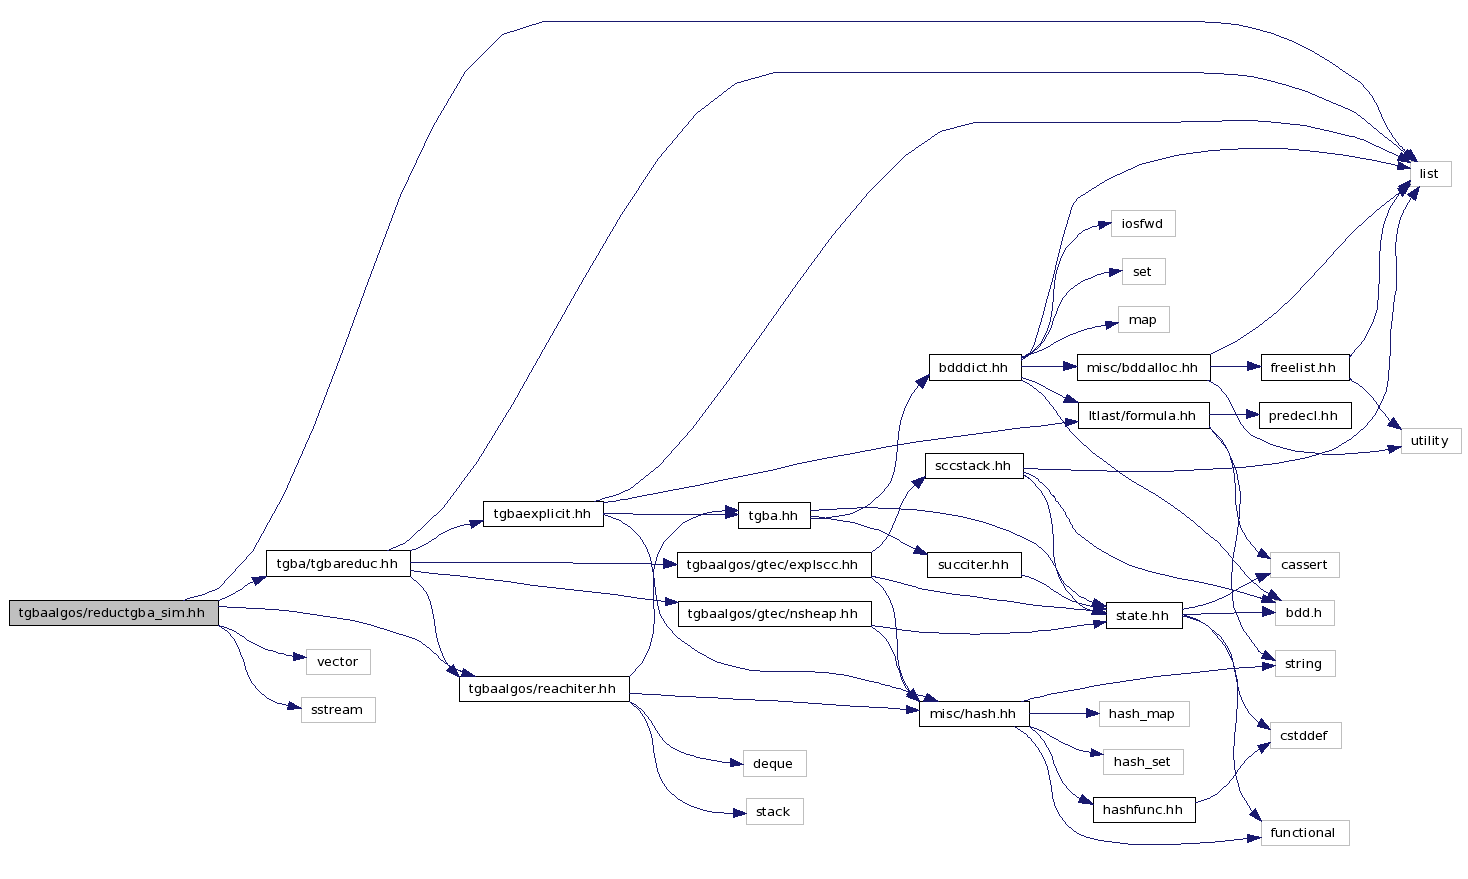 list
iosfwd
set
map
bdddict.hh
misc/bddalloc.hh
freelist.hh
ltlast/formula.hh
predecl.hh
utility
sccstack.hh
tgbaexplicit.hh
tgba.hh
tgba/tgbareduc.hh
tgbaalgos/gtec/explscc.hh
succiter.hh
cassert
tgbaalgos/reductgba_sim.hh
tgbaalgos/gtec/nsheap.hh
state.hh
bdd.h
vector
string
tgbaalgos/reachiter.hh
sstream
misc/hash.hh
hash_map
cstddef
deque
hash_set
stack
hashfunc.hh
functional